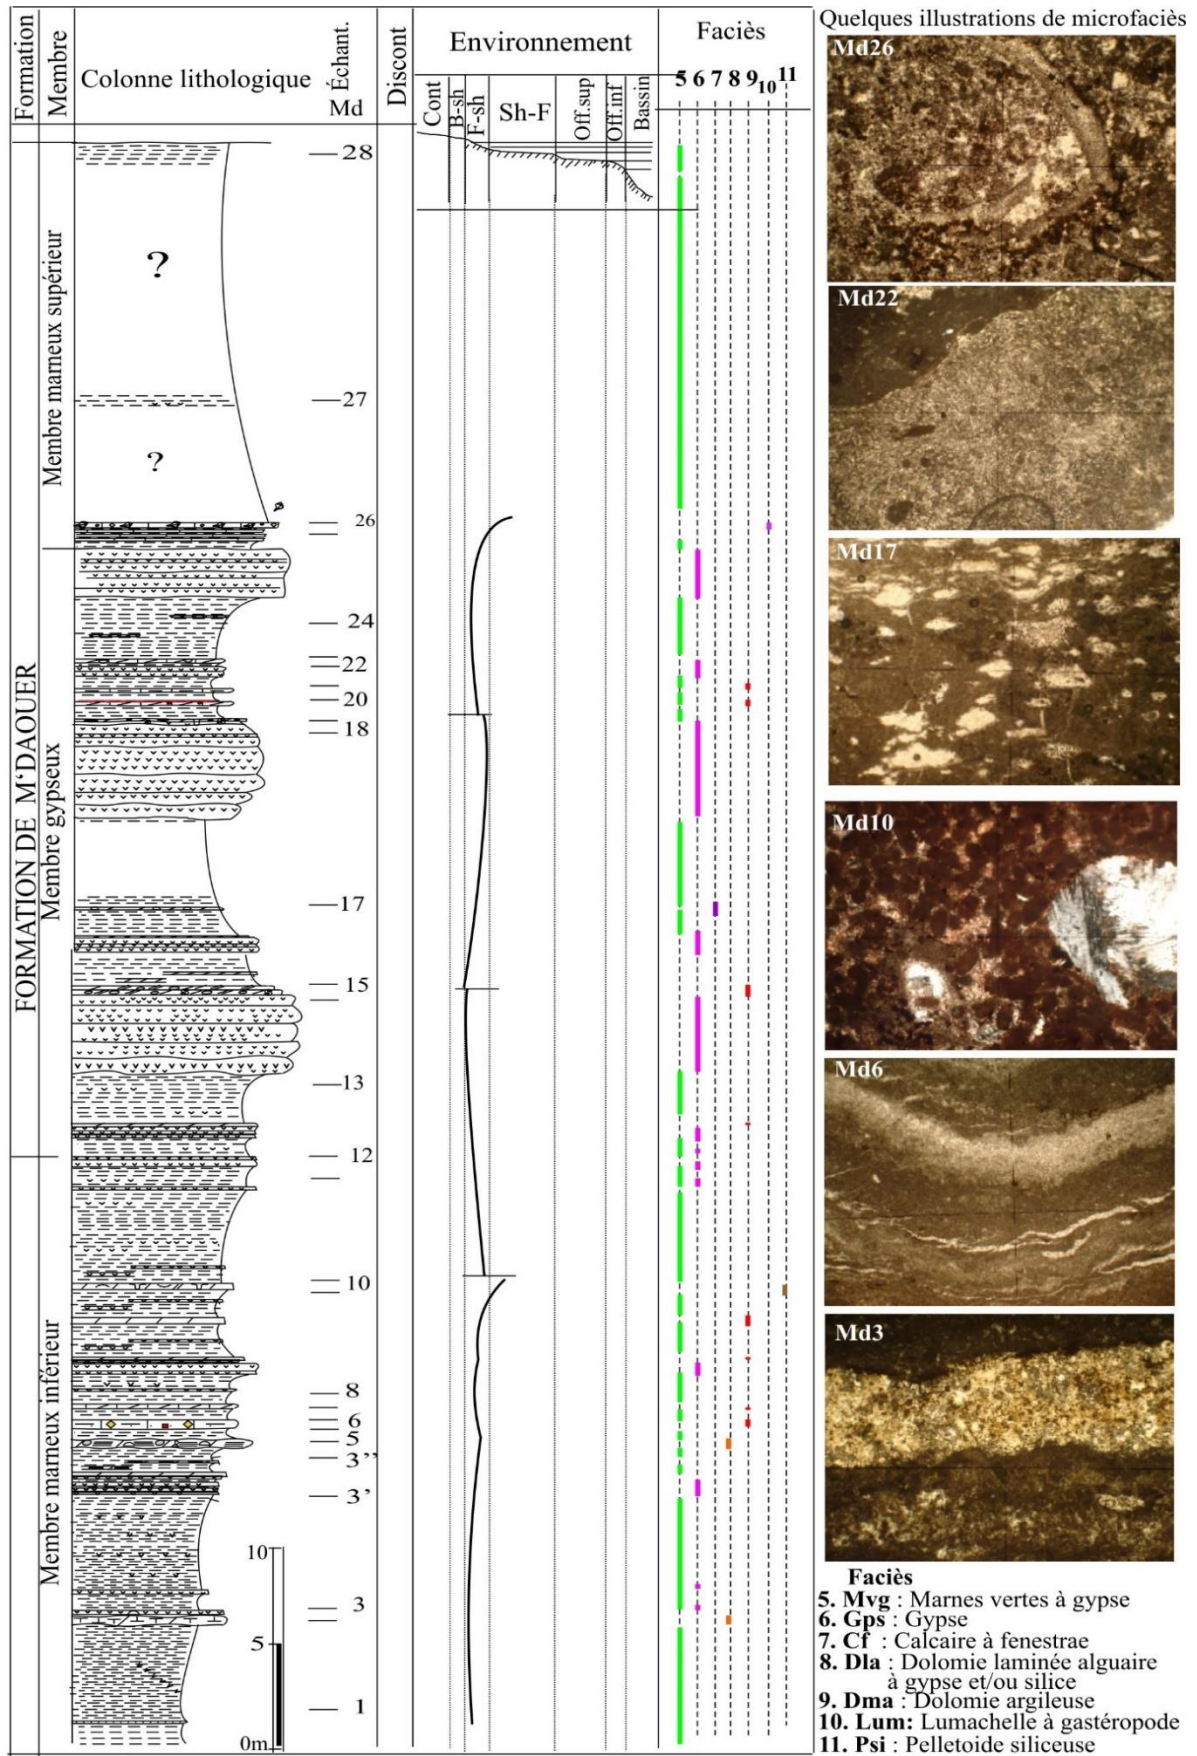 Formation
Membre
Colonne lithologique
Échant.
Md
Discont
Environnement
Cont
B-sh
F-sh
Sh-F
Off.sup
Off.inf
Bassin
Faciès
5 6 7 8 9 10 11
Quelques illustrations de microfaciès
FORMATION DE M'DAOUER
Membre marneux supérieur
Membre gypseux
Membre marneux inférieur
?
?
28
27
26
24
22
20
18
17
15
13
12
10
8
6
5
3''
3'
3
1
10
5
0m
Md26
Md22
Md17
Md10
Md6
Md3
Faciès
5. Mvg : Marnes vertes à gypse
6. Gps : Gypse
7. Cf : Calcaire à fenestrae
8. Dla : Dolomie laminée alguaire
à gypse et/ou silice
9. Dma : Dolomie argileuse
10. Lum: Lumachelle à gastéropode
11. Psi : Pelletoide siliceuse